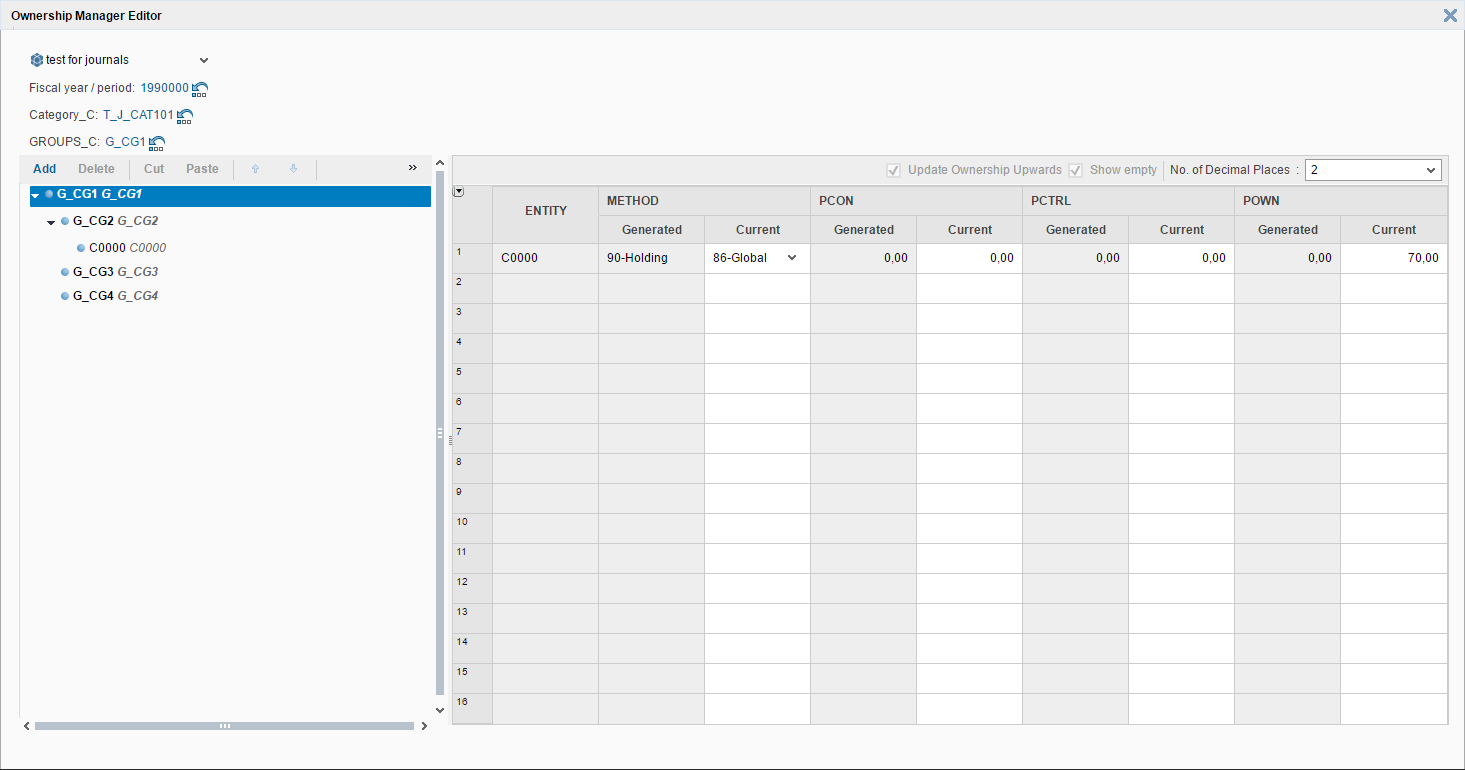 Ownership Manager Editor
test for journals
Fiscal year / period: 1990000
Category_C: T_J_CAT101
GROUPS_C: G_CG1
Add Delete Cut Paste »
G_CG1 G_CG1
G_CG2 G_CG2
C0000 C0000
G_CG3 G_CG3
G_CG4 G_CG4
Update Ownership Upwards Show empty No. of Decimal Places : 2
ENTITY METHOD PCON PCTRL POWN
Generated Current Generated Current Generated Current Generated Current
1 C0000 90-Holding 86-Global 0,00 0,00 0,00 0,00 0,00 70,00
2
3
4
5
6
7
8
9
10
11
12
13
14
15
16